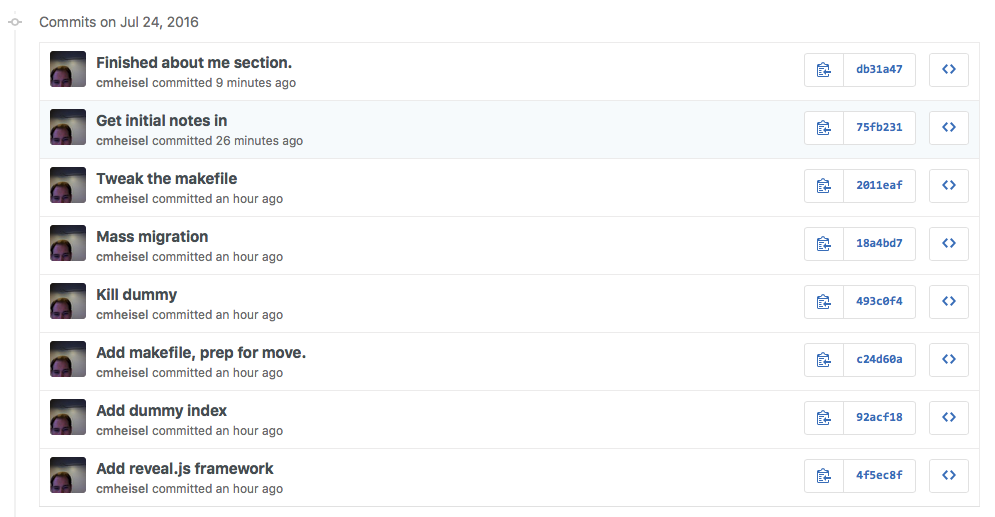 Commits on Jul 24, 2016
Finished about me section.
cmheisel committed 9 minutes ago
db31a47
Get initial notes in
cmheisel committed 26 minutes ago
75fb231
Tweak the makefile
cmheisel committed an hour ago
2011eaf
Mass migration
cmheisel committed an hour ago
18a4bd7
Kill dummy
cmheisel committed an hour ago
493c0f4
Add makefile, prep for move.
cmheisel committed an hour ago
c24d60a
Add dummy index
cmheisel committed an hour ago
92acf18
Add reveal.js framework
cmheisel committed an hour ago
4f5ec8f